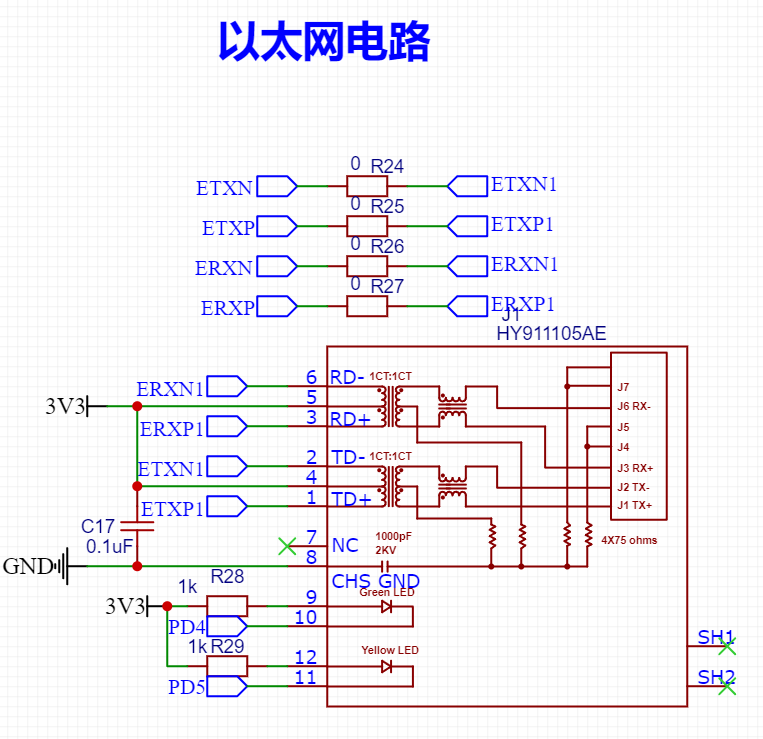 以太网电路
0 R24
ETXN ETXN1
0 R25
ETXP ETXP1
0 R26
ERXN ERXN1
0 R27
ERXP ERXP1
J1
HY911105AE
ERXN1 6 RD- 1CT:1CT J7
3V3 5 J6 RX-
ERXP1 3 RD+ J5
J4
ETXN1 2 TD- 1CT:1CT J3 RX+
4 J2 TX-
ETXP1 1 TD+ J1 TX+
C17
0.1uF
7 NC 1000pF 4X75 ohms
2KV
GND 8
CHS GND
1k R28 Green LED
3V3 9
PD4 10
1k R29 Yellow LED SH1
12
PD5 11 SH2